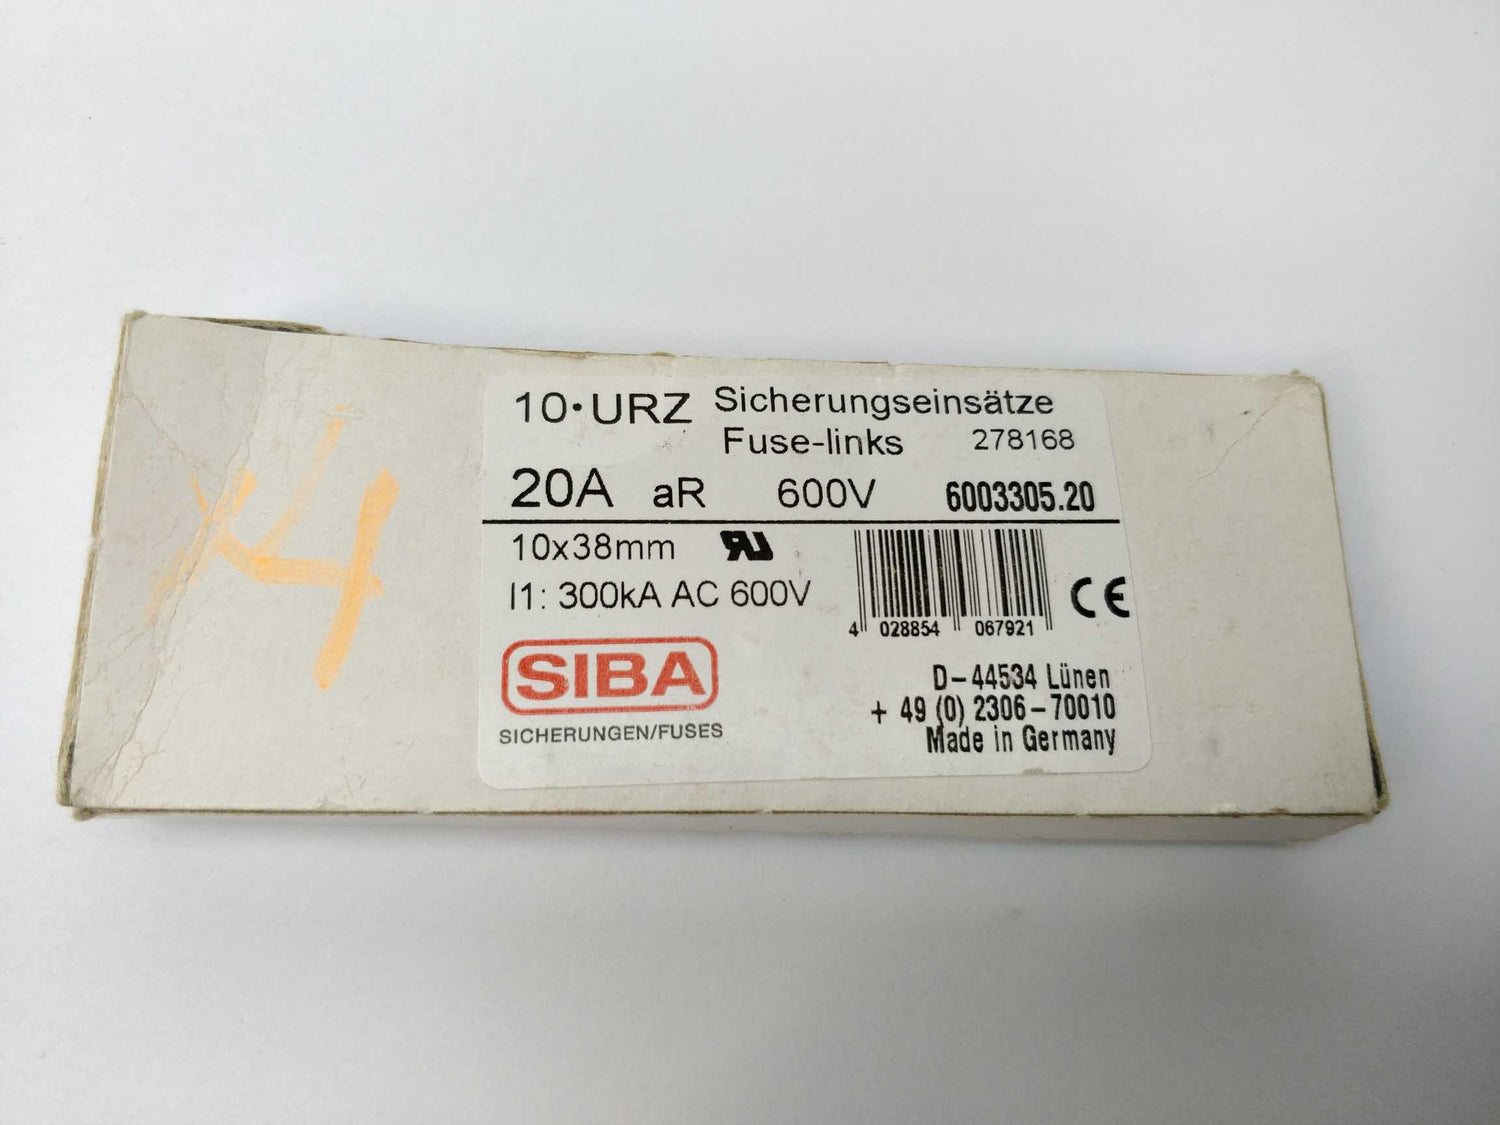 4
10·URZ Sicherungseinsätze
Fuse-links 278168
20A aR 600V 6003305.20
10x38mm
I1: 300kA AC 600V
4 028854 067921
CE
SIBA
SICHERUNGEN/FUSES
D-44534 Lünen
+ 49 (0) 2306-70010
Made in Germany